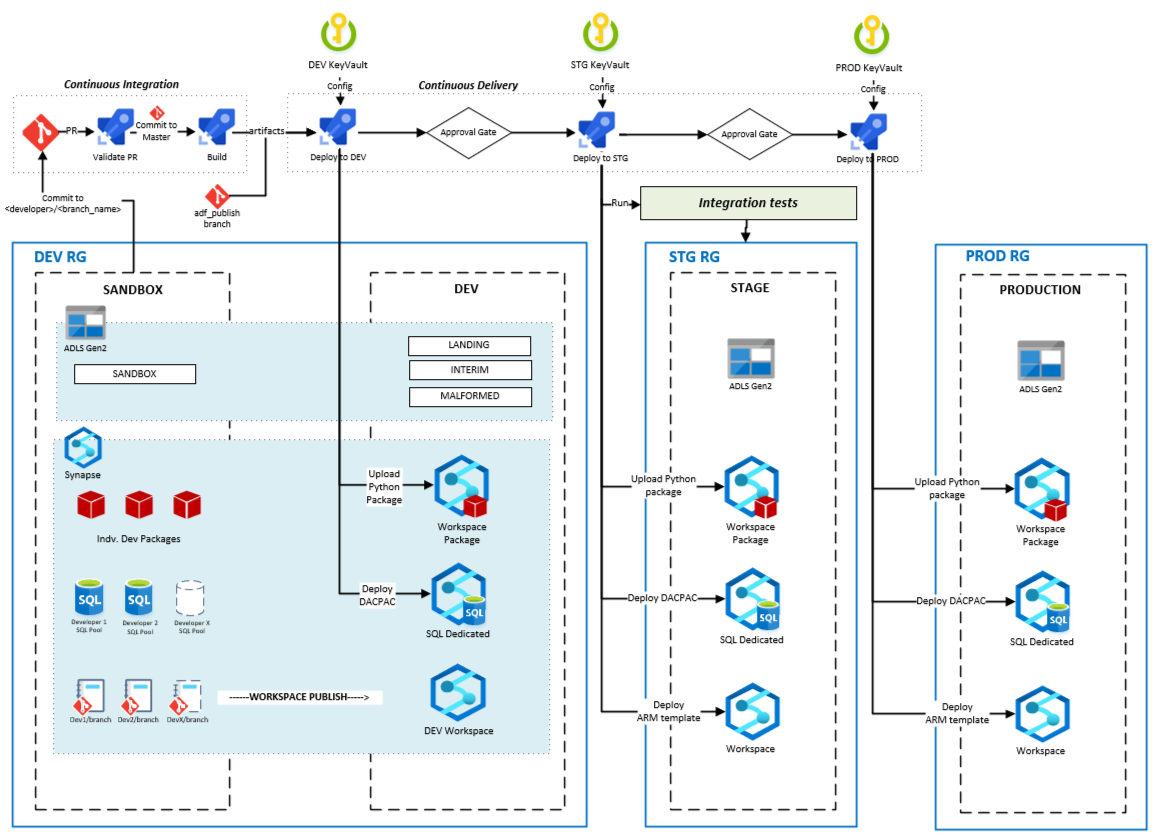 DEV KeyVault
STG KeyVault
PROD KeyVault
Continuous Integration
Config
Continuous Delivery
Config
Config
PR
Commit to
Master
artifacts
Approval Gate
Approval Gate
Validate PR
Build
Deploy to DEV
Deploy to STG
Deploy to PROD
Commit to
<developer>/<branch_name>
adf_publish
branch
Run
Integration tests
DEV RG
STG RG
PROD RG
SANDBOX
DEV
STAGE
PRODUCTION
ADLS Gen2
SANDBOX
LANDING
INTERIM
MALFORMED
ADLS Gen2
ADLS Gen2
Synapse
Indv. Dev Packages
Upload
Python
Package
Workspace
Package
Upload Python
package
Workspace
Package
Upload Python
package
Workspace
Package
SQL
SQL
Developer 1
SQL Pool
Developer 2
SQL Pool
Developer X
SQL Pool
Deploy
DACPAC
SQL
SQL Dedicated
Deploy DACPAC
SQL
SQL Dedicated
Deploy DACPAC
SQL
SQL Dedicated
Dev1/branch
Dev2/branch
DevX/branch
------WORKSPACE PUBLISH----->
DEV Workspace
Deploy
ARM template
Workspace
Deploy
ARM template
Workspace